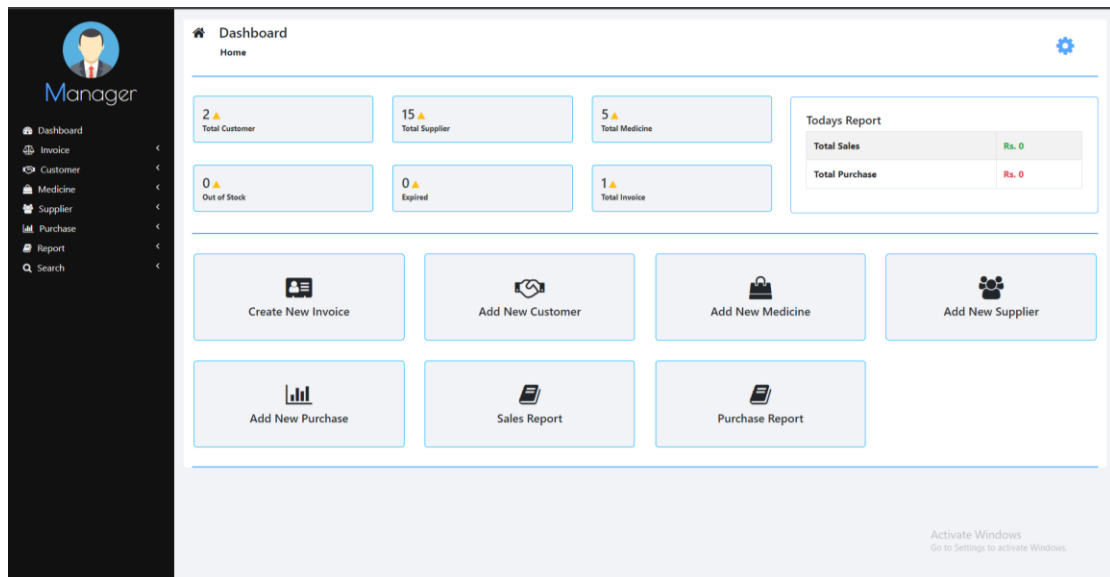 Manager
Dashboard
Invoice
Customer
Medicine
Supplier
Purchase
Report
Search
Dashboard
Home
2
Total Customer
15
Total Supplier
5
Total Medicine
0
Out of Stock
0
Expired
1
Total Invoice
Todays Report
Total Sales Rs. 0
Total Purchase Rs. 0
Create New Invoice
Add New Customer
Add New Medicine
Add New Supplier
Add New Purchase
Sales Report
Purchase Report
Activate Windows
Go to Settings to activate Windows.